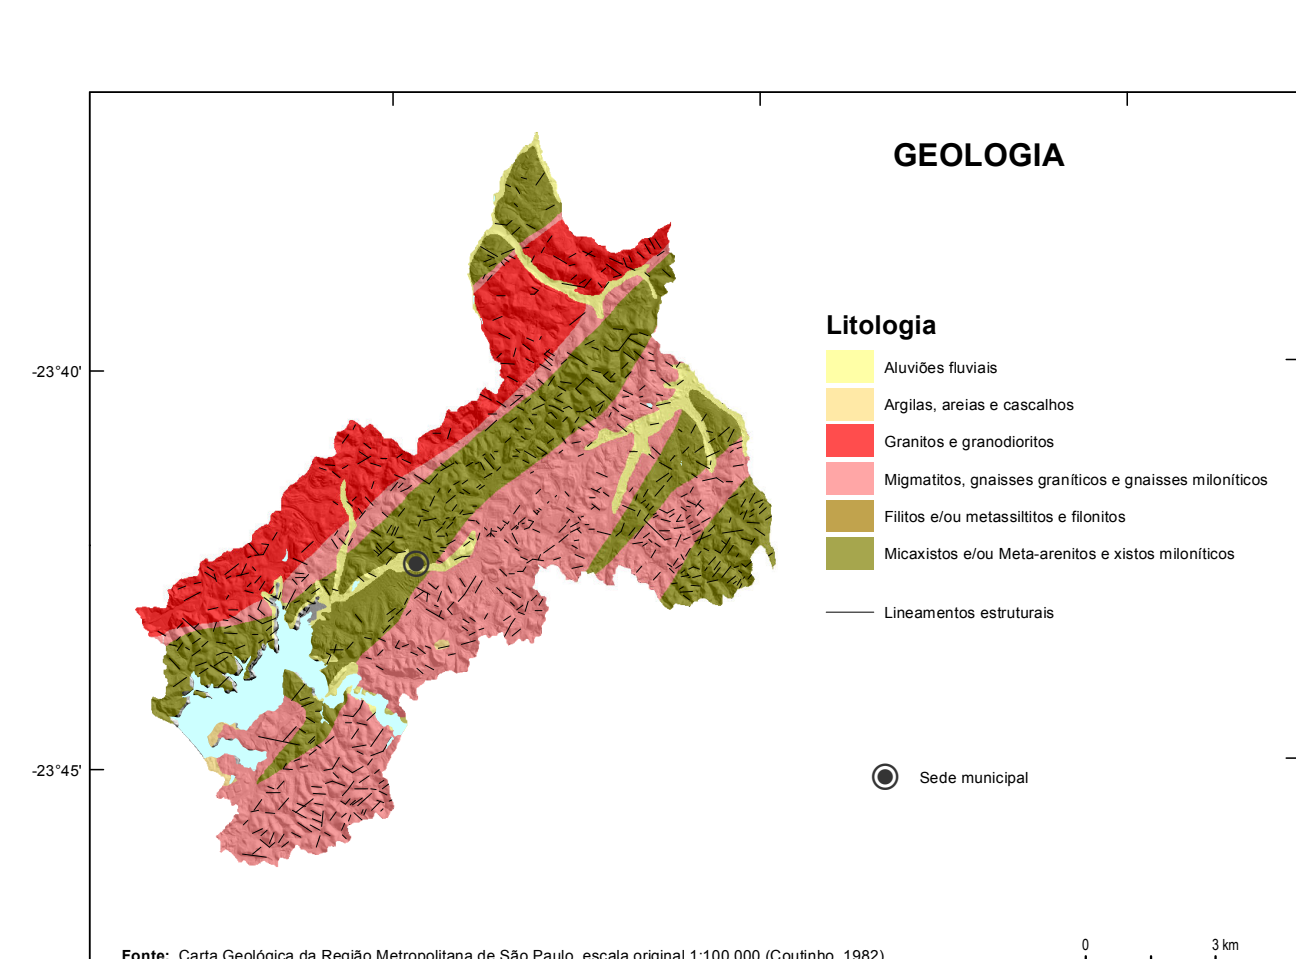 GEOLOGIA
Litologia
Aluviões fluviais
Argilas, areias e cascalhos
Granitos e granodioritos
-23°40'
Migmatitos, gnaisses graníticos e gnaisses miloníticos
Filitos e/ou metassiltitos e filonitos
Micaxistos e/ou Meta-arenitos e xistos miloníticos
Lineamentos estruturais
-23°45'
Sede municipal
0 3 km
Fonte: Carta Geológica da Região Metropolitana de São Paulo, escala original 1:100.000 (Coutinho, 1982)